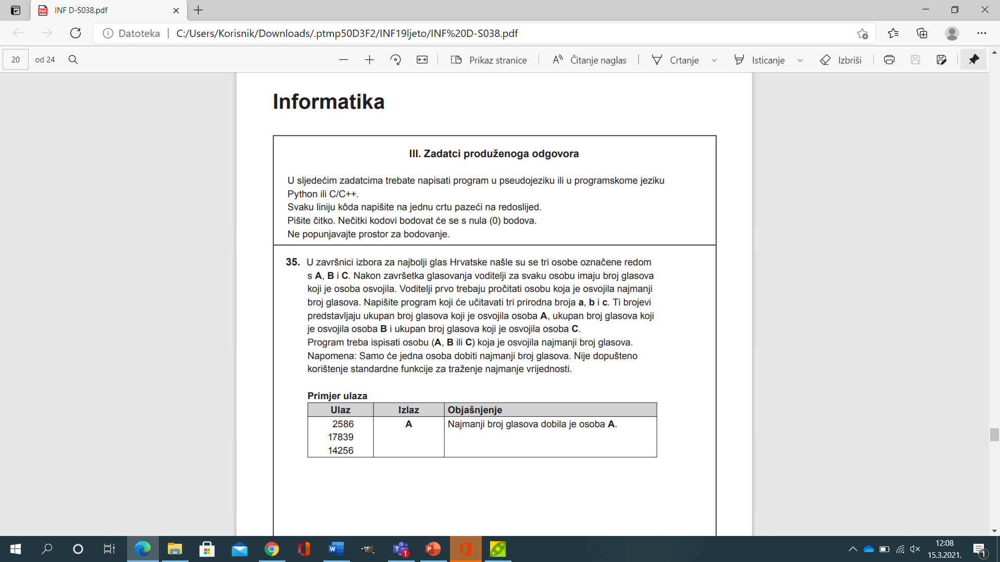 INF D-S038.pdf
Datoteka C:/Users/Korisnik/Downloads/.ptmp50D3F2/INF19ljeto/INF%20D-S038.pdf
20 od 24 Prikaz stranice Čitanje naglas Crtanje Isticanje Izbriši
Informatika
III. Zadatci produženoga odgovora
U sljedećim zadatcima trebate napisati program u pseudojeziku ili u programskome jeziku
Python ili C/C++.
Svaku liniju kôda napišite na jednu crtu pazeći na redoslijed.
Pišite čitko. Nečitki kodovi bodovat će se s nula (0) bodova.
Ne popunjavajte prostor za bodovanje.
35. U završnici izbora za najbolji glas Hrvatske našle su se tri osobe označene redom
s A, B i C. Nakon završetka glasovanja voditelji za svaku osobu imaju broj glasova
koji je osoba osvojila. Voditelji prvo trebaju pročitati osobu koja je osvojila najmanji
broj glasova. Napišite program koji će učitavati tri prirodna broja a, b i c. Ti brojevi
predstavljaju ukupan broj glasova koji je osvojila osoba A, ukupan broj glasova koji
je osvojila osoba B i ukupan broj glasova koji je osvojila osoba C.
Program treba ispisati osobu (A, B ili C) koja je osvojila najmanji broj glasova.
Napomena: Samo će jedna osoba dobiti najmanji broj glasova. Nije dopušteno
korištenje standardne funkcije za traženje najmanje vrijednosti.
Primjer ulaza
Ulaz Izlaz Objašnjenje
2586 A Najmanji broj glasova dobila je osoba A.
17839
14256
12:08
15.3.2021.
1